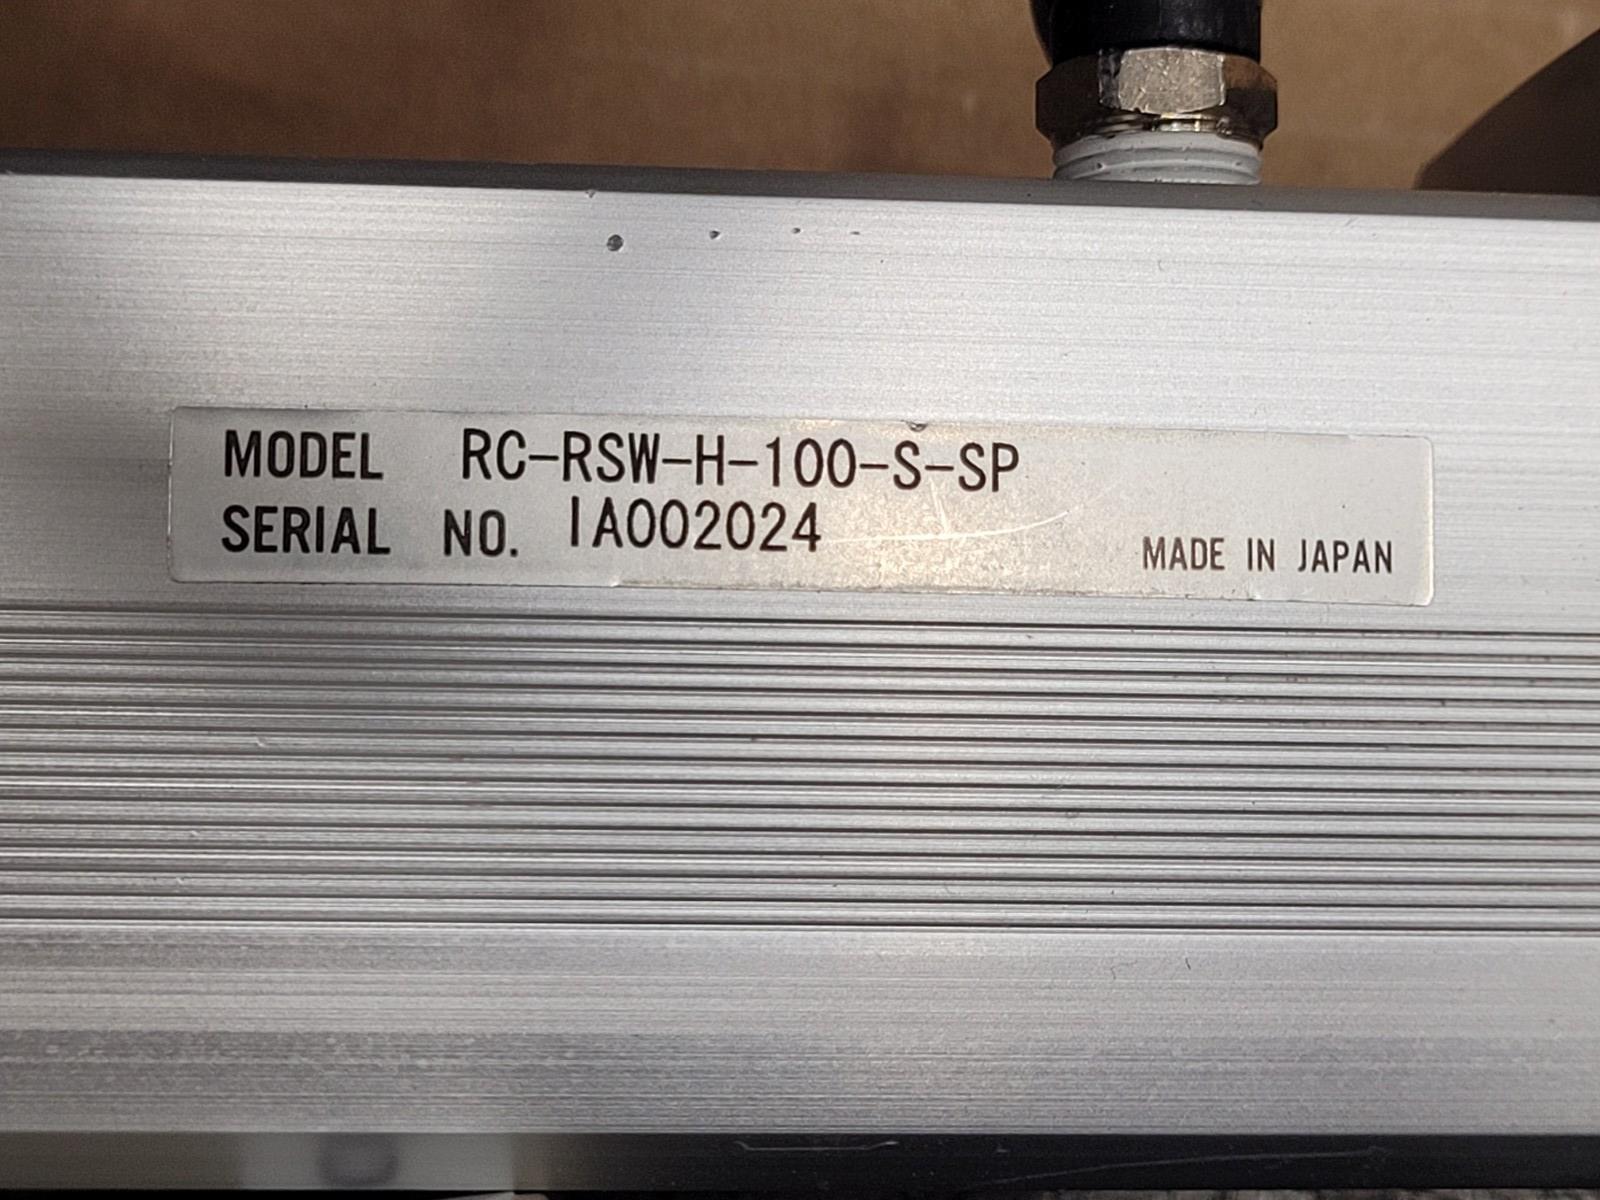 MODEL RC-RSW-H-100-S-SP
SERIAL NO. IA002024
MADE IN JAPAN